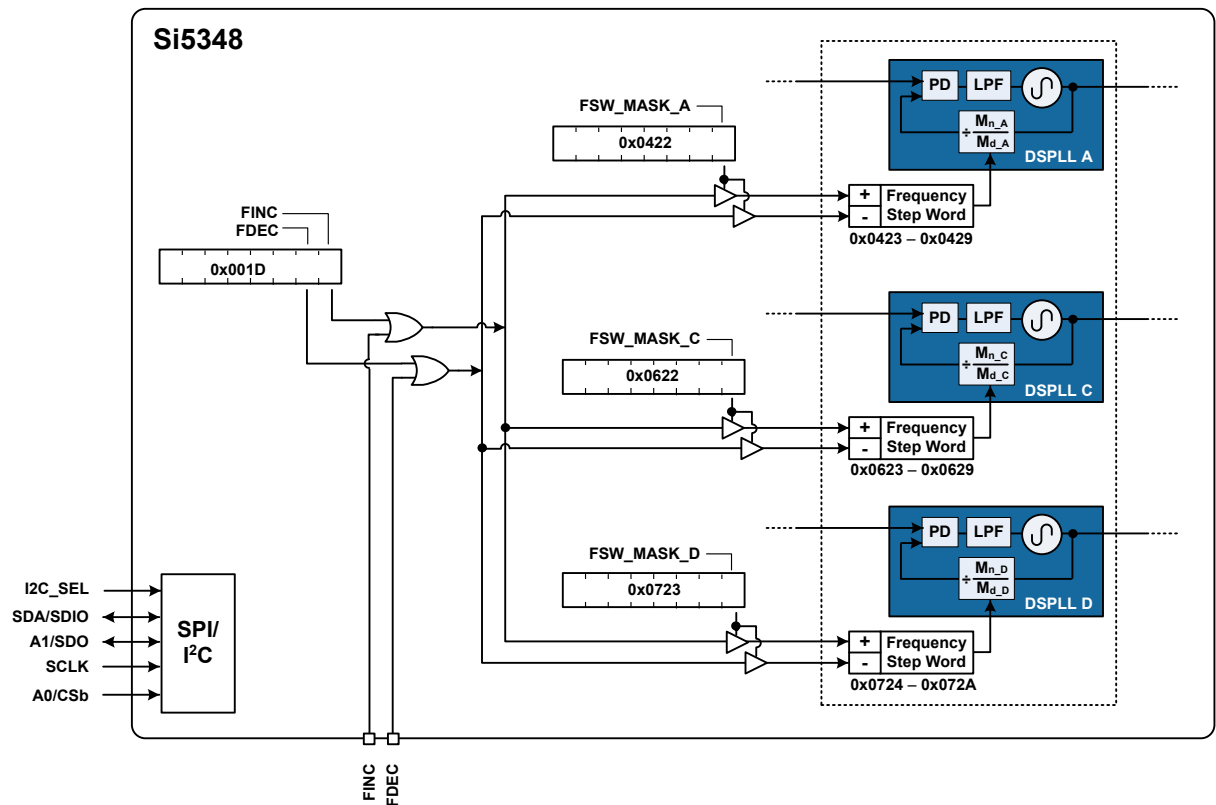 Si5348
FSW_MASK_A
0x0422
PD
LPF
÷
Mn_A
Md_A
DSPLL A
+
-
Frequency
Step Word
0x0423 – 0x0429
FINC
FDEC
0x001D
FSW_MASK_C
0x0622
PD
LPF
÷
Mn_C
Md_C
DSPLL C
+
-
Frequency
Step Word
0x0623 – 0x0629
FSW_MASK_D
0x0723
PD
LPF
÷
Mn_D
Md_D
DSPLL D
+
-
Frequency
Step Word
0x0724 – 0x072A
I2C_SEL
SDA/SDIO
A1/SDO
SCLK
A0/CSb
SPI/
I²C
FINC
FDEC